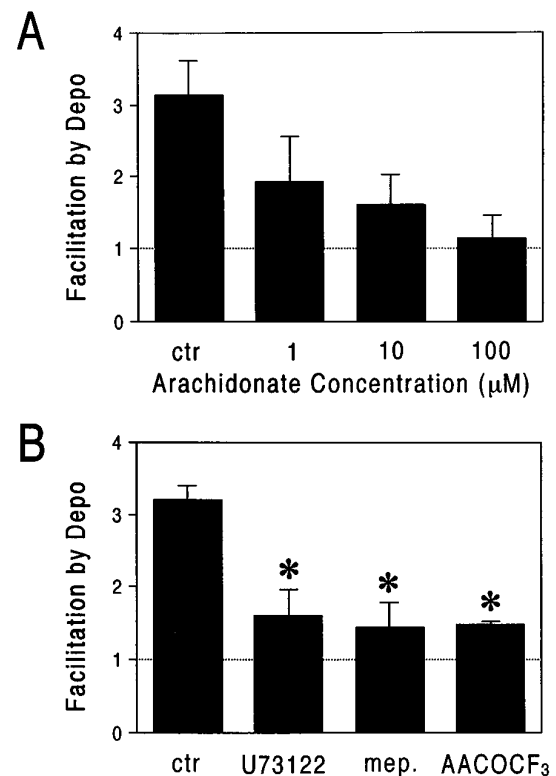 A
Facilitation by Depo
4
3
2
1
0
ctr 1 10 100
Arachidonate Concentration (μM)
B
Facilitation by Depo
4
3
2
1
0
* * *
ctr U73122 mep. AACOCF₃